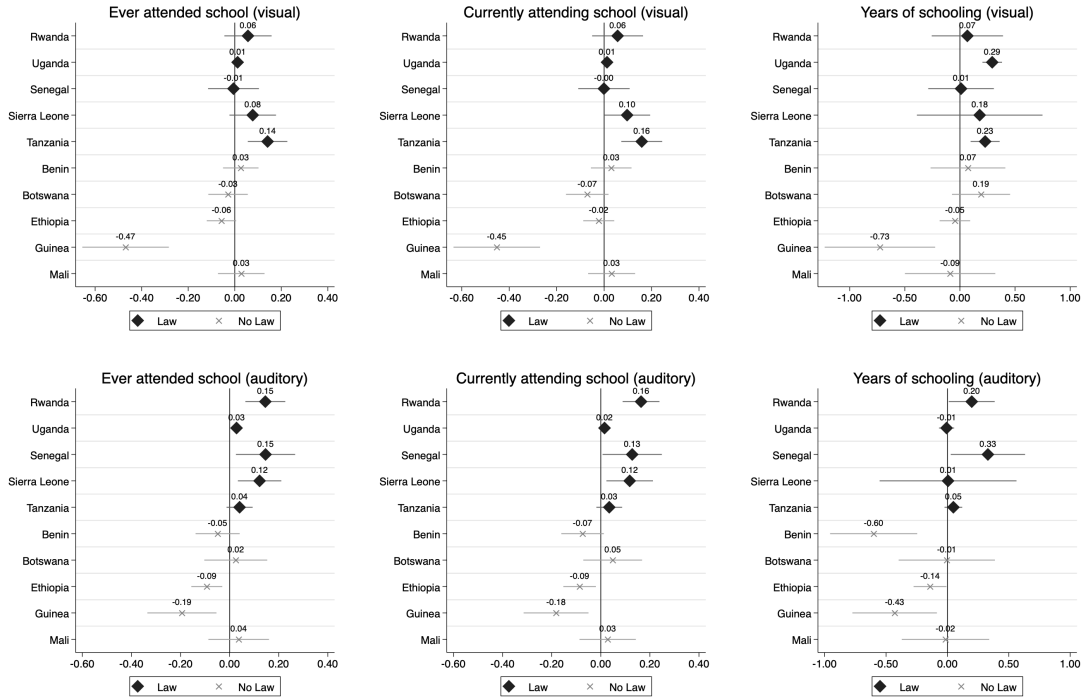 Ever attended school (visual)
Rwanda
0.06
Uganda
0.01
Senegal
-0.01
Sierra Leone
0.08
Tanzania
0.14
Benin
0.03
Botswana
-0.03
Ethiopia
-0.06
Guinea
-0.47
Mali
0.03
-0.60 -0.40 -0.20 0.00 0.20 0.40
Law No Law
Currently attending school (visual)
Rwanda
0.06
Uganda
0.01
Senegal
-0.00
Sierra Leone
0.10
Tanzania
0.16
Benin
0.03
Botswana
-0.07
Ethiopia
-0.02
Guinea
-0.45
Mali
0.03
-0.60 -0.40 -0.20 0.00 0.20 0.40
Law No Law
Years of schooling (visual)
Rwanda
0.07
Uganda
0.29
Senegal
0.01
Sierra Leone
0.18
Tanzania
0.23
Benin
0.07
Botswana
0.19
Ethiopia
-0.05
Guinea
-0.73
Mali
-0.09
-1.00 -0.50 0.00 0.50 1.00
Law No Law
Ever attended school (auditory)
Rwanda
0.15
Uganda
0.03
Senegal
0.15
Sierra Leone
0.12
Tanzania
0.04
Benin
-0.05
Botswana
0.02
Ethiopia
-0.09
Guinea
-0.19
Mali
0.04
-0.60 -0.40 -0.20 0.00 0.20 0.40
Law No Law
Currently attending school (auditory)
Rwanda
0.16
Uganda
0.02
Senegal
0.13
Sierra Leone
0.12
Tanzania
0.03
Benin
-0.07
Botswana
0.05
Ethiopia
-0.09
Guinea
-0.18
Mali
0.03
-0.60 -0.40 -0.20 0.00 0.20 0.40
Law No Law
Years of schooling (auditory)
Rwanda
0.20
Uganda
-0.01
Senegal
0.33
Sierra Leone
0.01
Tanzania
0.05
Benin
-0.60
Botswana
-0.01
Ethiopia
-0.14
Guinea
-0.43
Mali
-0.02
-1.00 -0.50 0.00 0.50 1.00
Law No Law